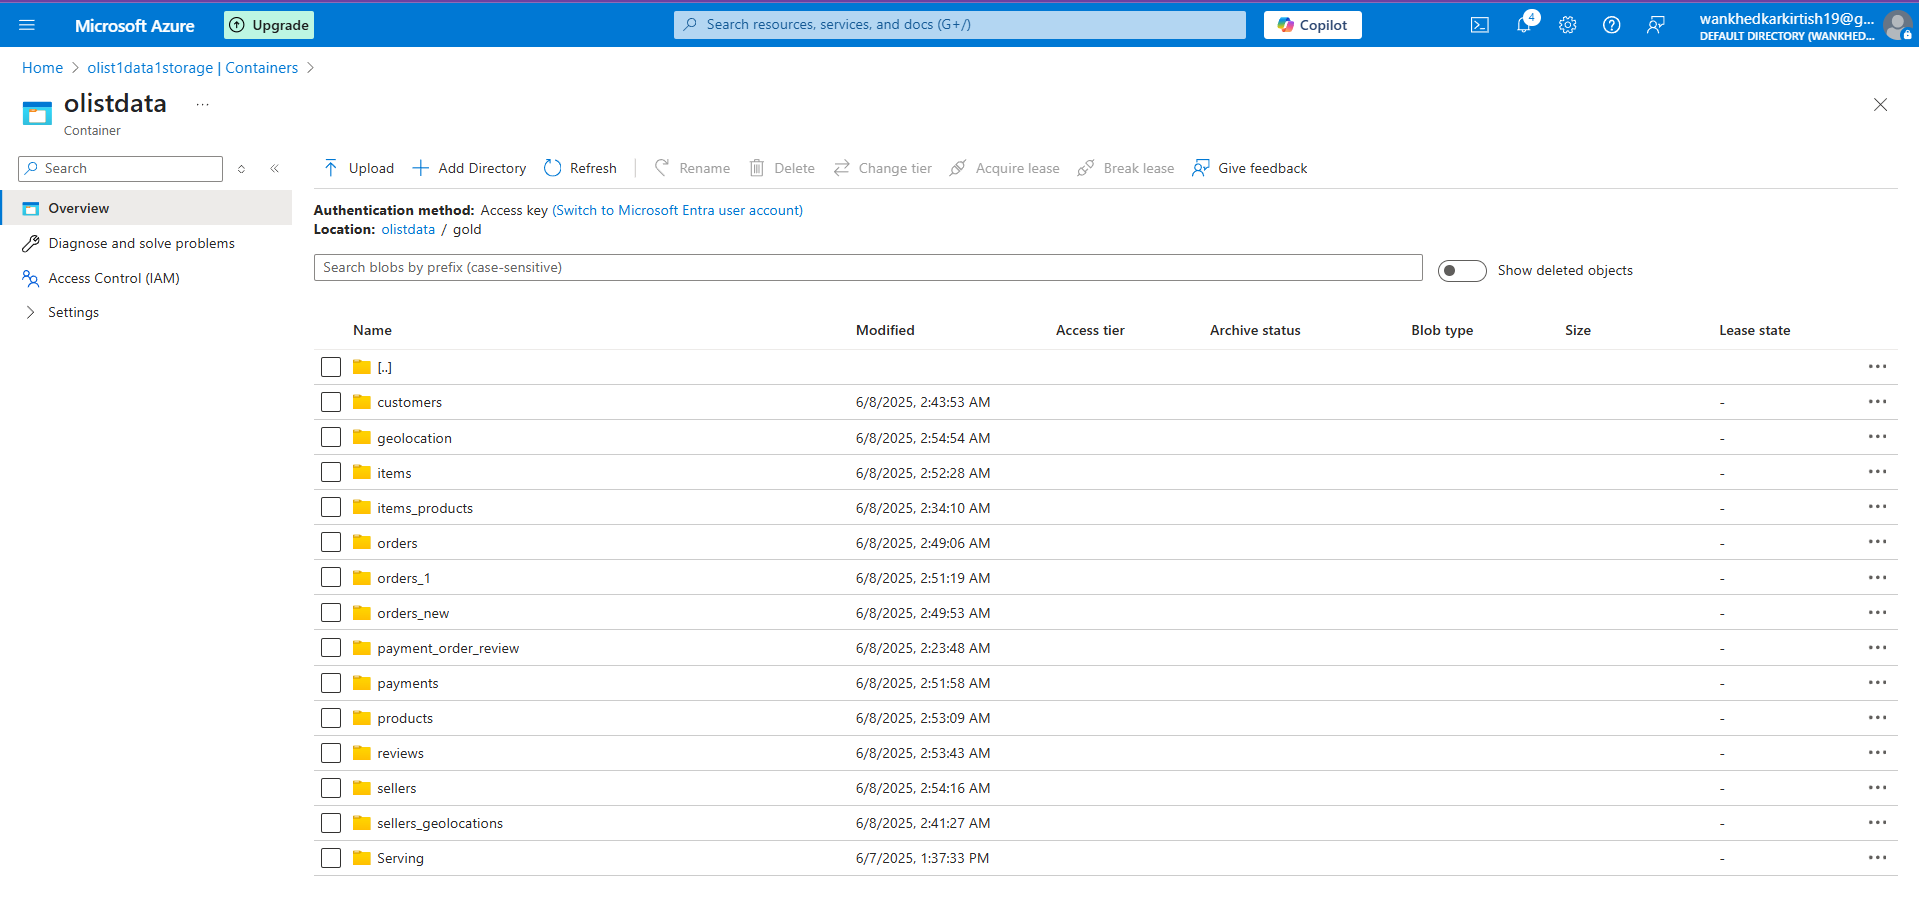 Microsoft Azure
Upgrade
Search resources, services, and docs (G+/)
Copilot
4
wankhedkarkirtish19@g...
DEFAULT DIRECTORY (WANKHED...
Home > olist1data1storage | Containers >
olistdata ...
Container
Search
Overview
Diagnose and solve problems
Access Control (IAM)
Settings
Upload Add Directory Refresh Rename Delete Change tier Acquire lease Break lease Give feedback
Authentication method: Access key (Switch to Microsoft Entra user account)
Location: olistdata / gold
Search blobs by prefix (case-sensitive)
Show deleted objects
Name Modified Access tier Archive status Blob type Size Lease state
[..]
customers 6/8/2025, 2:43:53 AM -
geolocation 6/8/2025, 2:54:54 AM -
items 6/8/2025, 2:52:28 AM -
items_products 6/8/2025, 2:34:10 AM -
orders 6/8/2025, 2:49:06 AM -
orders_1 6/8/2025, 2:51:19 AM -
orders_new 6/8/2025, 2:49:53 AM -
payment_order_review 6/8/2025, 2:23:48 AM -
payments 6/8/2025, 2:51:58 AM -
products 6/8/2025, 2:53:09 AM -
reviews 6/8/2025, 2:53:43 AM -
sellers 6/8/2025, 2:54:16 AM -
sellers_geolocations 6/8/2025, 2:41:27 AM -
Serving 6/7/2025, 1:37:33 PM -